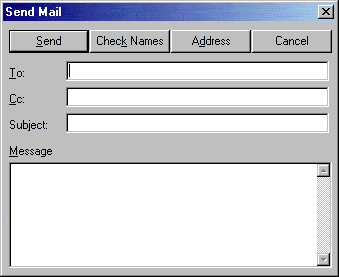 Send Mail
Send Check Names Address Cancel
To:
Cc:
Subject:
Message